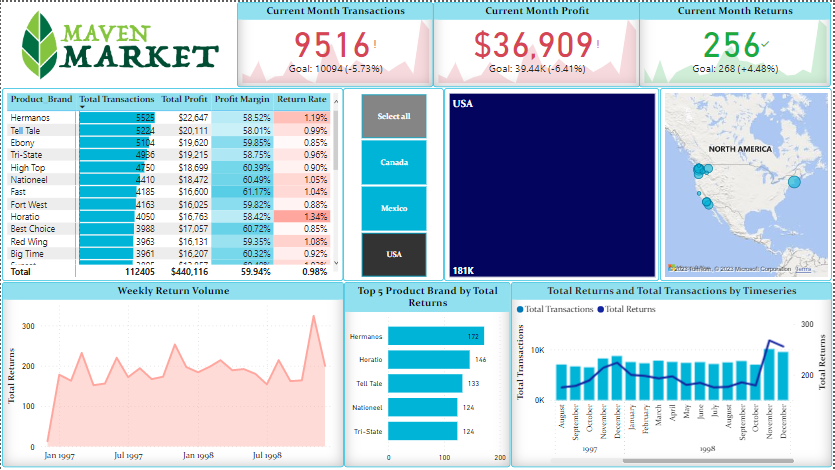 MAVEN
MARKET
Current Month Transactions
9516!
Goal: 10094 (-5.73%)
Current Month Profit
$36,909!
Goal: 39.44K (-6.41%)
Current Month Returns
256✓
Goal: 268 (+4.48%)
Product_Brand Total Transactions Total Profit Profit Margin Return Rate
Hermanos 5525 $22,647 58.52% 1.19%
Tell Tale 5224 $20,111 58.01% 0.99%
Ebony 5104 $19,620 59.85% 0.85%
Tri-State 4936 $19,215 58.75% 0.96%
High Top 4750 $18,699 60.39% 0.90%
Nationeel 4410 $18,472 60.49% 1.05%
Fast 4185 $16,600 61.17% 1.04%
Fort West 4163 $16,025 59.82% 0.88%
Horatio 4050 $16,763 58.42% 1.34%
Best Choice 3988 $17,057 60.72% 0.85%
Red Wing 3963 $16,131 59.35% 1.08%
Big Time 3961 $16,207 60.32% 0.92%
Total 112405 $440,116 59.94% 0.98%
Select all
Canada
Mexico
USA
USA
181K
NORTH AMERICA
© 2023 TomTom, © 2023 Microsoft Corporation Terms
Weekly Return Volume
Total Returns
300
200
100
0
Jan 1997 Jul 1997 Jan 1998 Jul 1998
Top 5 Product Brand by Total
Returns
Hermanos 172
Horatio 146
Tell Tale 133
Nationeel 124
Tri-State 124
0 100 200
Total Returns and Total Transactions by Timeseries
Total Transactions Total Returns
Total Transactions
10K
0K
300
200
Total Returns
August September October November December January February March April May June July August September October November December
1997 1998